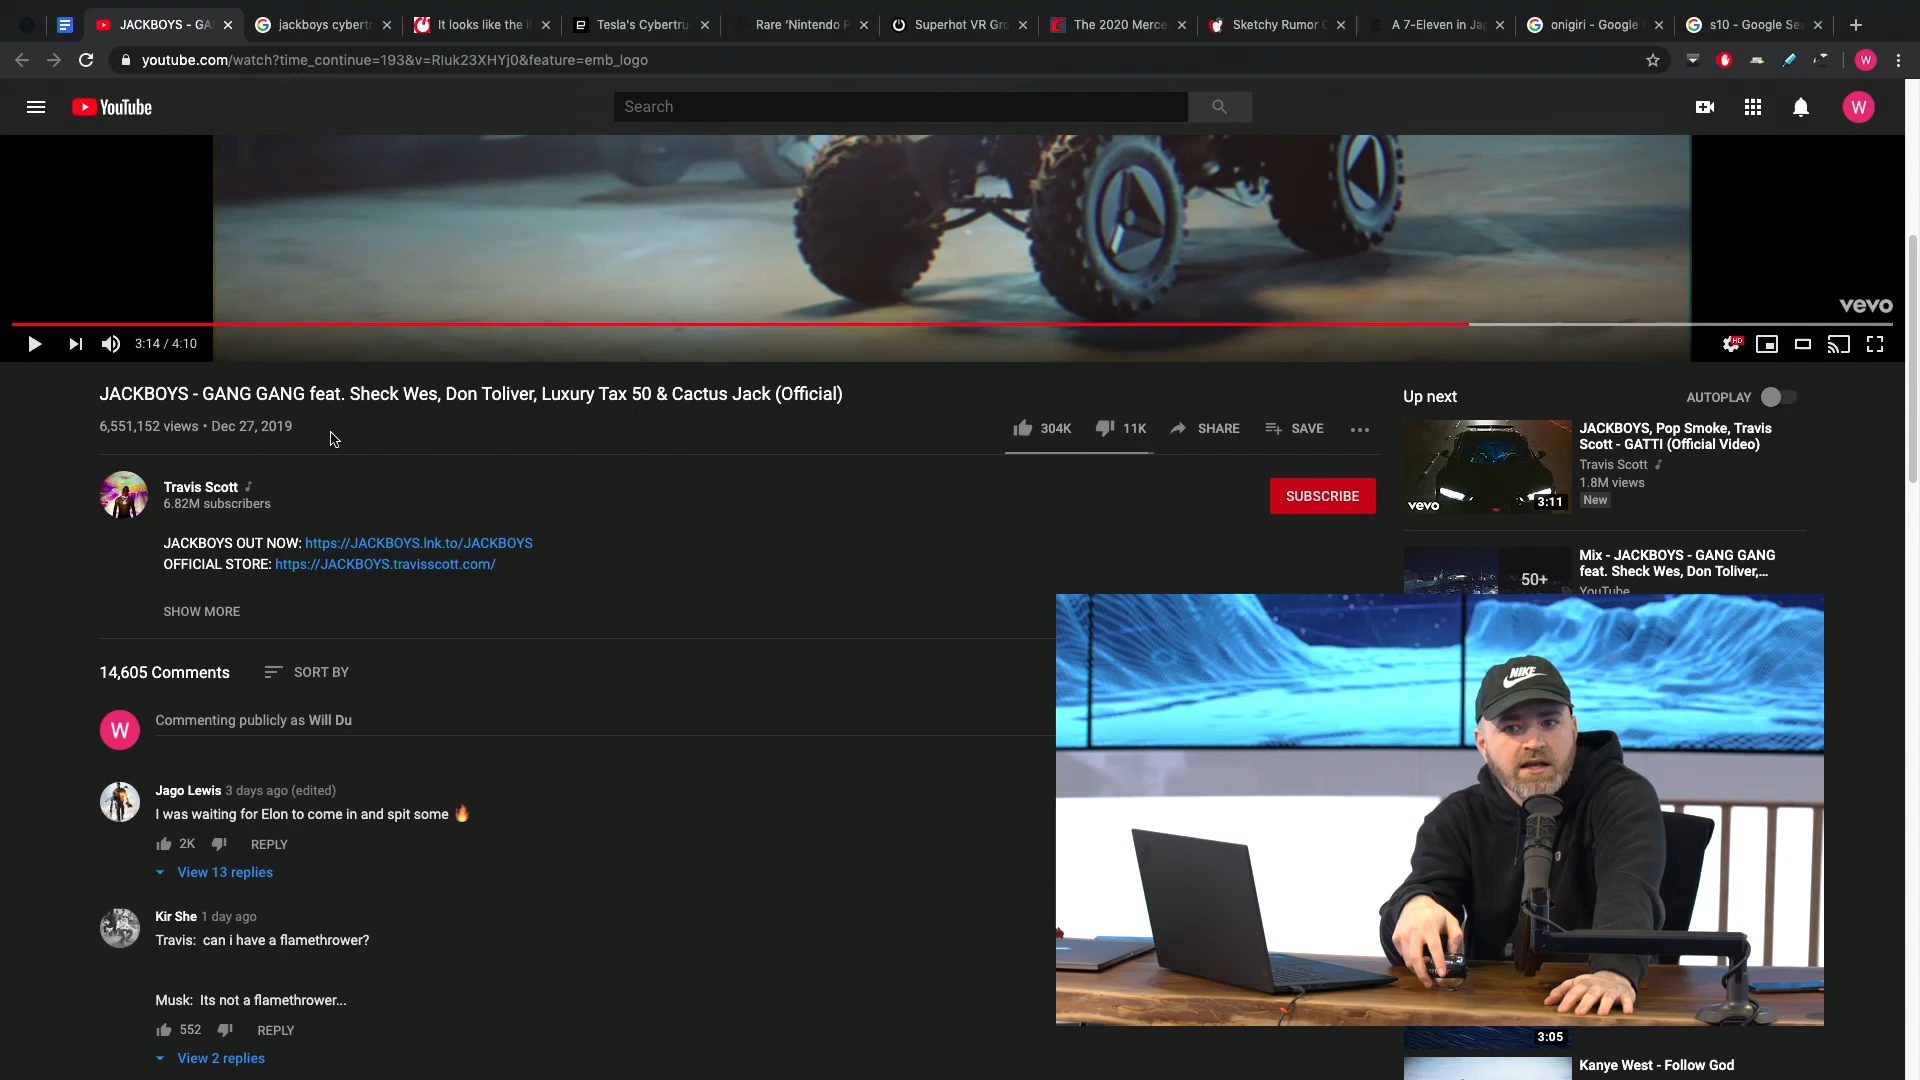 JACKBOYS - GA
jackboys cybert
It looks like the i
Tesla's Cybertru
Rare ‘Nintendo P
Superhot VR Gro
The 2020 Merce
Sketchy Rumor C
A 7-Eleven in Ja
onigiri - Google S
s10 - Google Sea
youtube.com/watch?time_continue=193&v=Rluk23XHYj0&feature=emb_logo
W
YouTube
Search
W
vevo
3:14 / 4:10
HD
JACKBOYS - GANG GANG feat. Sheck Wes, Don Toliver, Luxury Tax 50 & Cactus Jack (Official)
6,551,152 views • Dec 27, 2019
304K
11K
SHARE
SAVE
Travis Scott
6.82M subscribers
SUBSCRIBE
JACKBOYS OUT NOW: https://JACKBOYS.lnk.to/JACKBOYS
OFFICIAL STORE: https://JACKBOYS.travisscott.com/
SHOW MORE
14,605 Comments
SORT BY
W
Commenting publicly as Will Du
Jago Lewis 3 days ago (edited)
I was waiting for Elon to come in and spit some 🔥
2K
REPLY
View 13 replies
Kir She 1 day ago
Travis: can i have a flamethrower?
Musk: Its not a flamethrower...
552
REPLY
View 2 replies
Up next
AUTOPLAY
vevo
3:11
JACKBOYS, Pop Smoke, Travis
Scott - GATTI (Official Video)
Travis Scott
1.8M views
New
50+
Mix - JACKBOYS - GANG GANG
feat. Sheck Wes, Don Toliver,...
YouTube
NIKE
3:05
Kanye West - Follow God